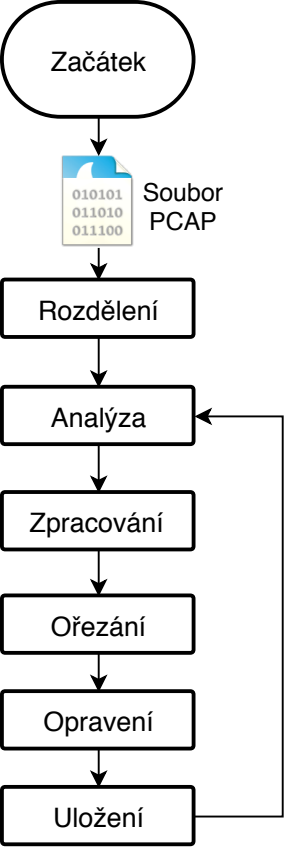 Začátek
010101
011010
011100
Soubor
PCAP
Rozdělení
Analýza
Zpracování
Ořezání
Opravení
Uložení